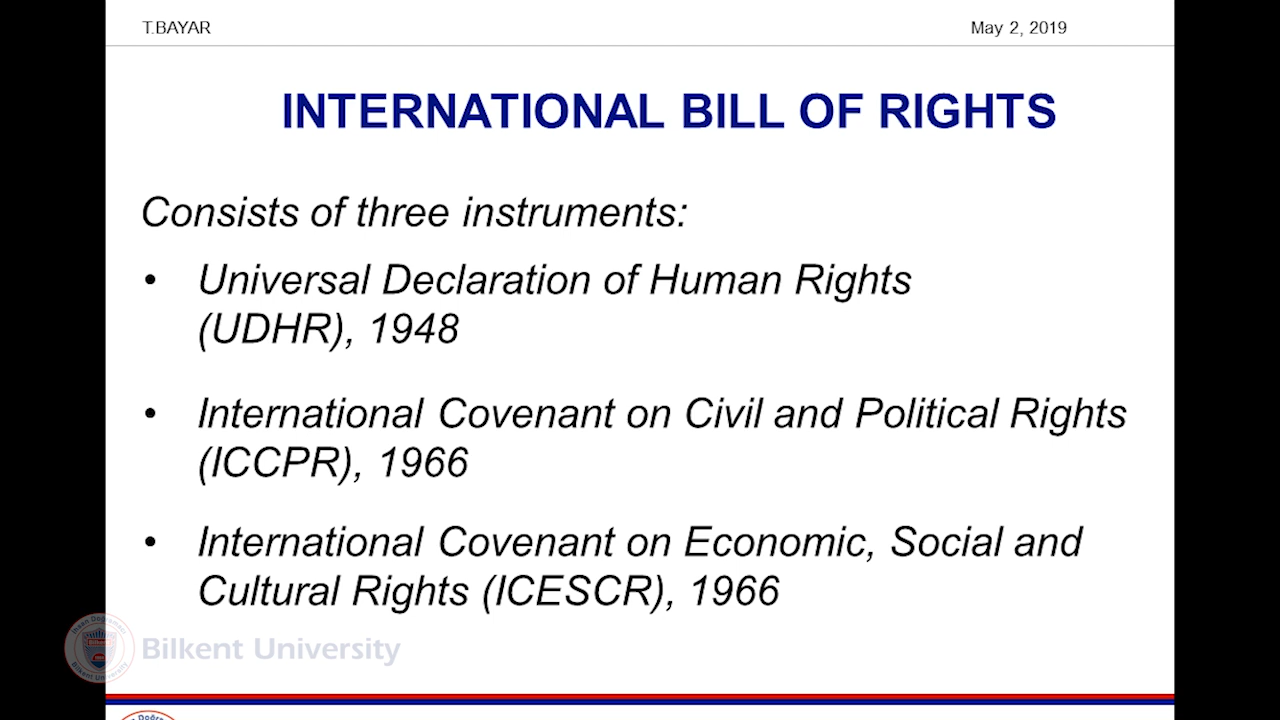 T.BAYAR
May 2, 2019
INTERNATIONAL BILL OF RIGHTS
Consists of three instruments:
• Universal Declaration of Human Rights
(UDHR), 1948
• International Covenant on Civil and Political Rights
(ICCPR), 1966
• International Covenant on Economic, Social and
Cultural Rights (ICESCR), 1966
Bilkent University